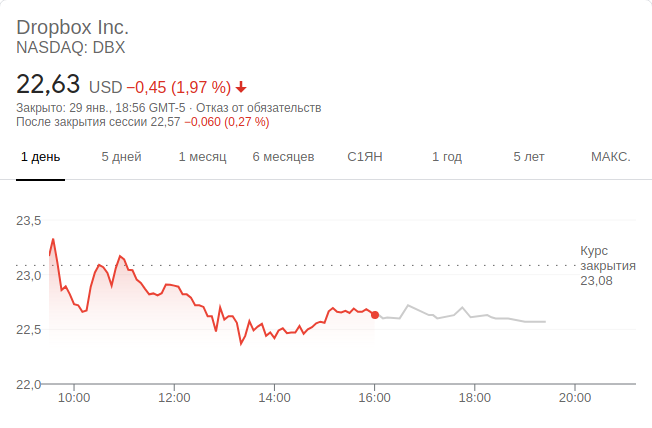 Dropbox Inc.
NASDAQ: DBX
22,63 USD −0,45 (1,97 %)
Закрыто: 29 янв., 18:56 GMT-5 · Отказ от обязательств
После закрытия сессии 22,57 −0,060 (0,27 %)
1 день 5 дней 1 месяц 6 месяцев С1ЯН 1 год 5 лет МАКС.
23,5
Курс
закрытия
23,08
23,0
22,5
22,0
10:00 12:00 14:00 16:00 18:00 20:00